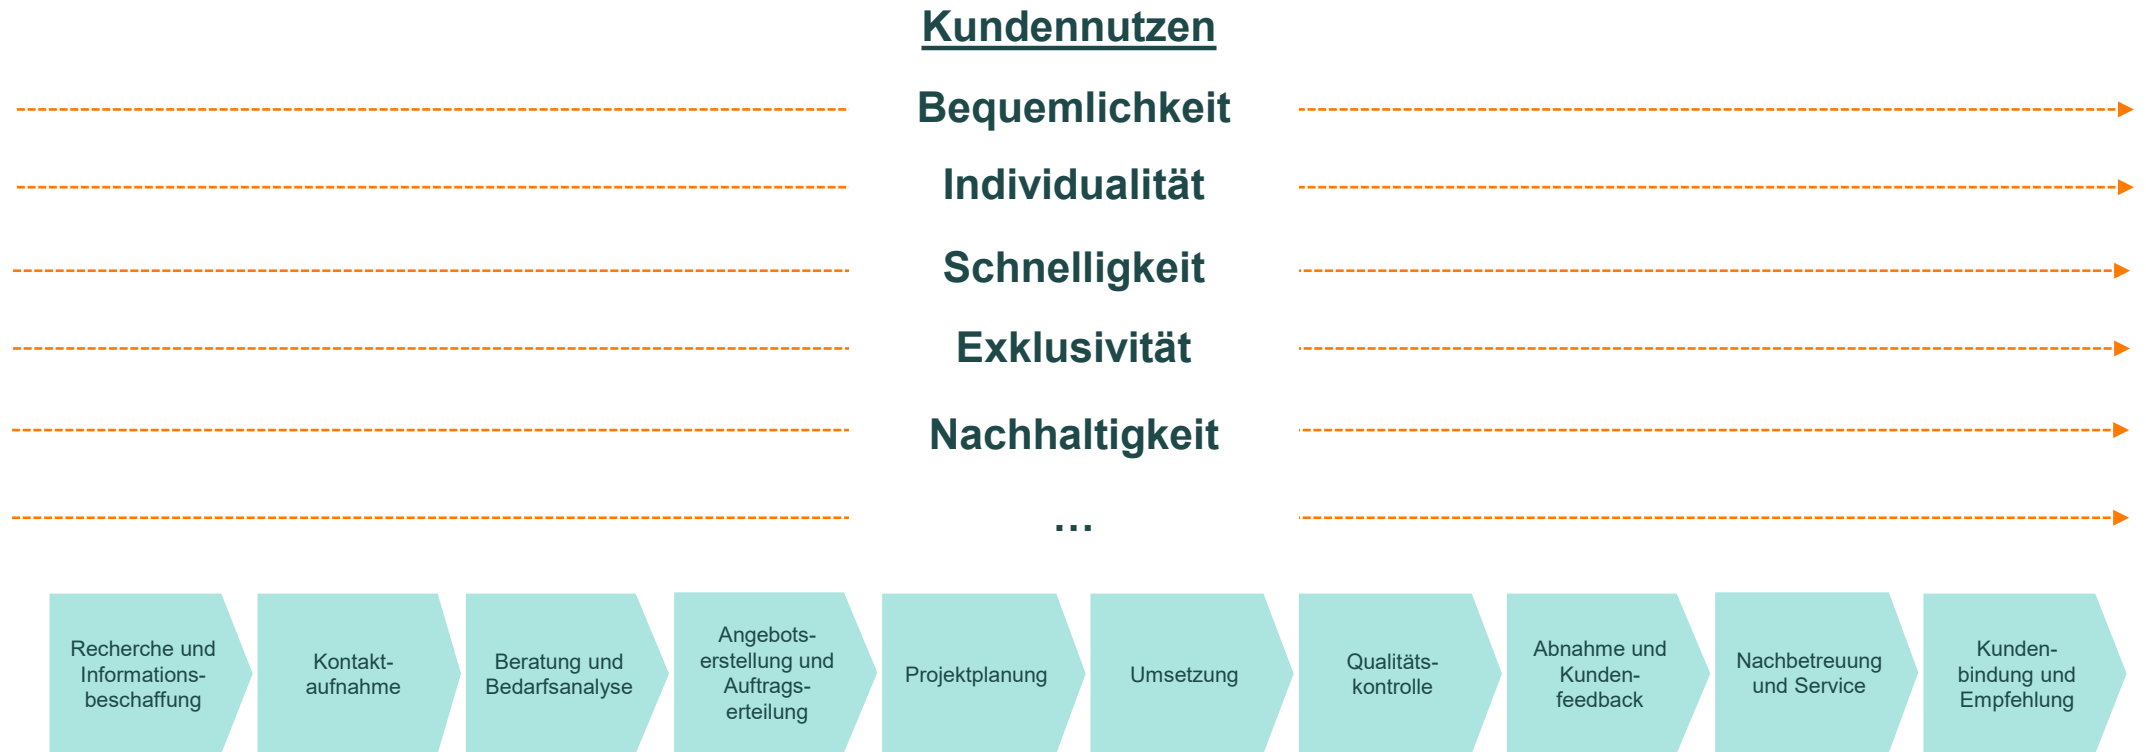 Kundennutzen
Bequemlichkeit
Individualität
Schnelligkeit
Exklusivität
Nachhaltigkeit
...
Recherche und
Informations-
beschaffung
Kontakt-
aufnahme
Beratung und
Bedarfsanalyse
Angebots-
erstellung und
Auftrags-
erteilung
Projektplanung
Umsetzung
Qualitäts-
kontrolle
Abnahme und
Kunden-
feedback
Nachbetreuung
und Service
Kunden-
bindung und
Empfehlung